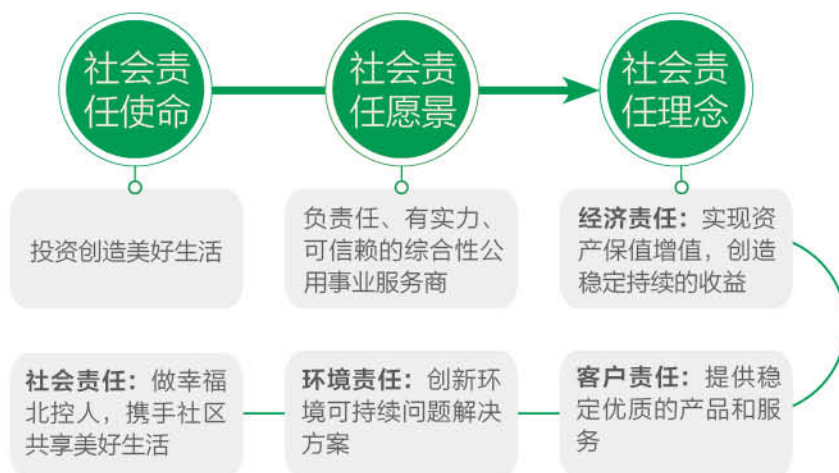 社会责
任使命
社会责
任愿景
社会责
任理念
投资创造美好生活
负责任、有实力、
可信赖的综合性公
用事业服务商
经济责任：实现资
产保值增值，创造
稳定持续的收益
客户责任：提供稳
定优质的产品和服
务
环境责任：创新环
境可持续问题解决
方案
社会责任：做幸福
北控人，携手社区
共享美好生活